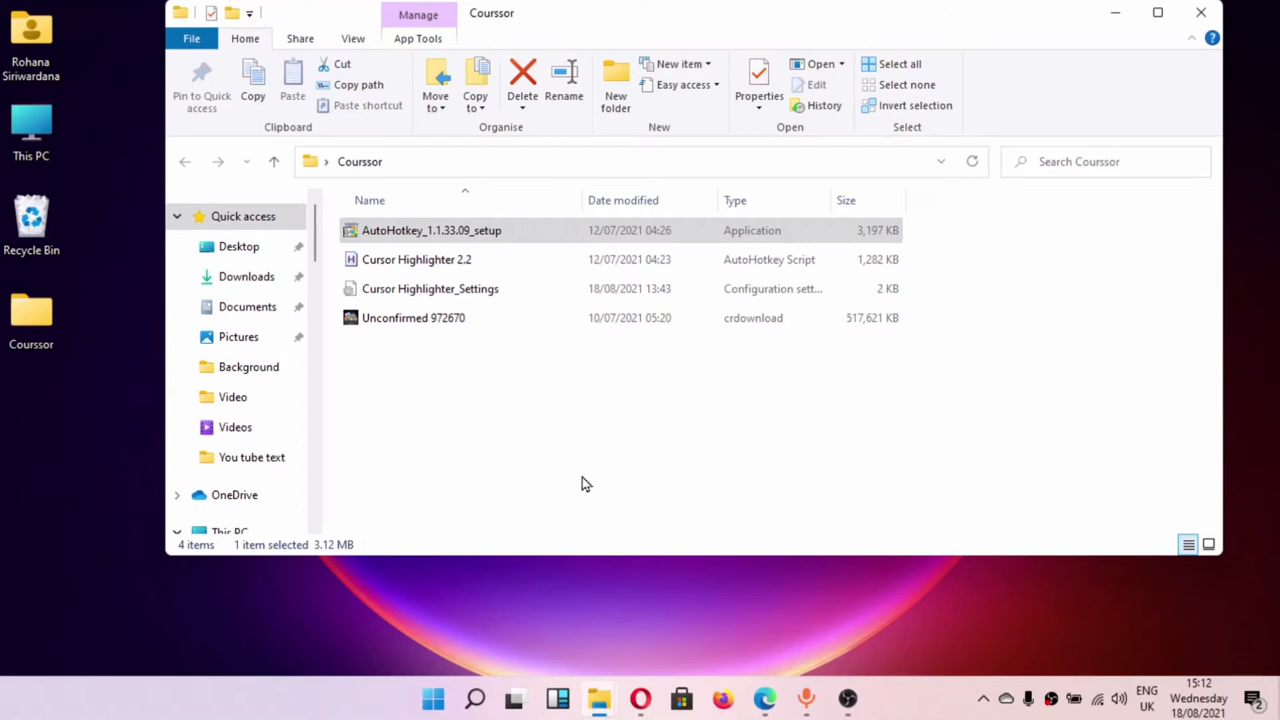 Manage
Courssor
File
Home
Share
View
App Tools
Pin to Quick
access
Copy
Paste
Cut
Copy path
Paste shortcut
Clipboard
Move
to
Copy
to
Delete
Rename
Organise
New
folder
New item
Easy access
New
Properties
Open
Edit
History
Open
Select all
Select none
Invert selection
Select
Courssor
Search Courssor
Rohana
Siriwardana
This PC
Recycle Bin
Courssor
Quick access
Desktop
Downloads
Documents
Pictures
Background
Video
Videos
You tube text
OneDrive
This PC
Name
Date modified
Type
Size
AutoHotkey_1.1.33.09_setup
12/07/2021 04:26
Application
3,197 KB
Cursor Highlighter 2.2
12/07/2021 04:23
AutoHotkey Script
1,282 KB
Cursor Highlighter_Settings
18/08/2021 13:43
Configuration sett...
2 KB
Unconfirmed 972670
10/07/2021 05:20
crdownload
517,621 KB
4 items
1 item selected 3.12 MB
ENG
UK
15:12
Wednesday
18/08/2021
2